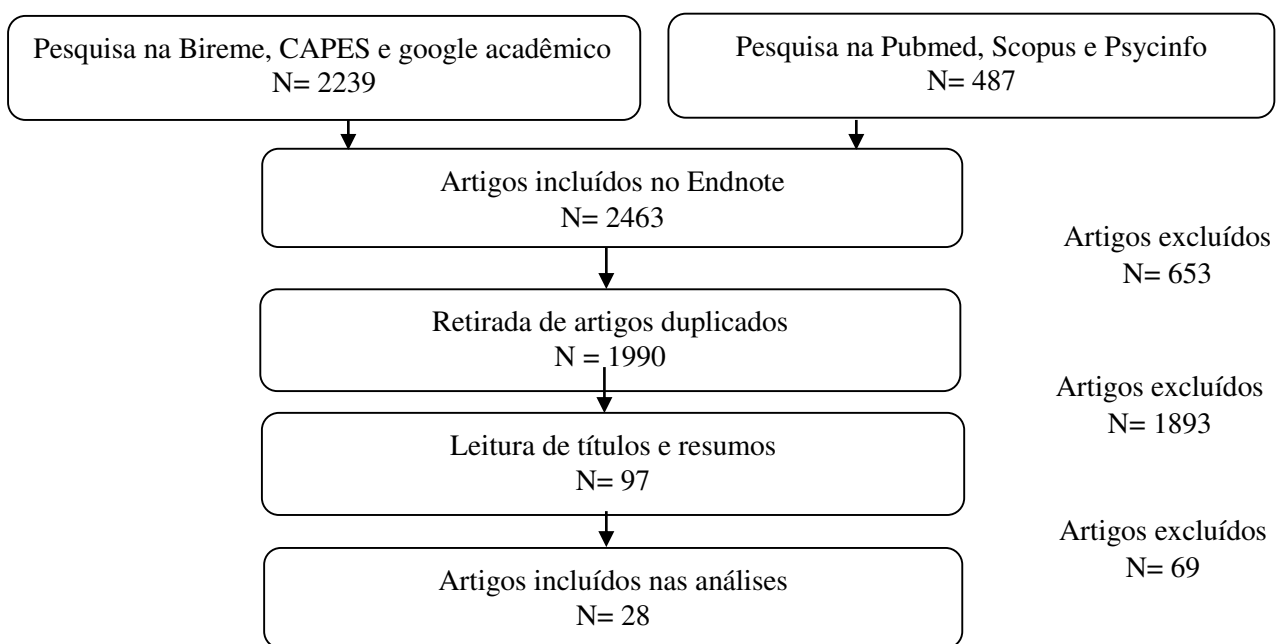 Pesquisa na Bireme, CAPES e google acadêmico
N= 2239
Pesquisa na Pubmed, Scopus e Psycinfo
N= 487
Artigos incluídos no Endnote
N= 2463
Artigos excluídos
N= 653
Retirada de artigos duplicados
N = 1990
Artigos excluídos
N= 1893
Leitura de títulos e resumos
N= 97
Artigos excluídos
N= 69
Artigos incluídos nas análises
N= 28